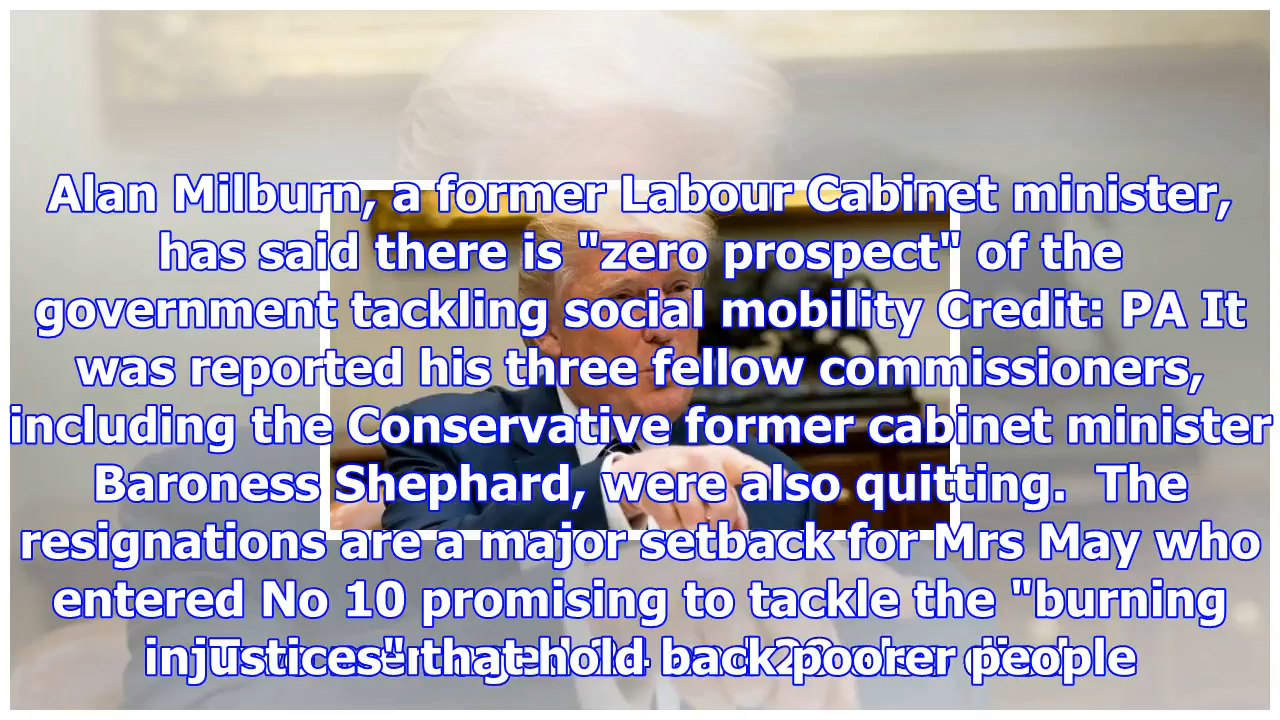 Alan Milburn, a former Labour Cabinet minister,
has said there is "zero prospect" of the
government tackling social mobility Credit: PA It
was reported his three fellow commissioners,
including the Conservative former cabinet minister
Baroness Shephard, were also quitting.  The
resignations are a major setback for Mrs May who
entered No 10 promising to tackle the "burning
injustices" that hold back poorer people